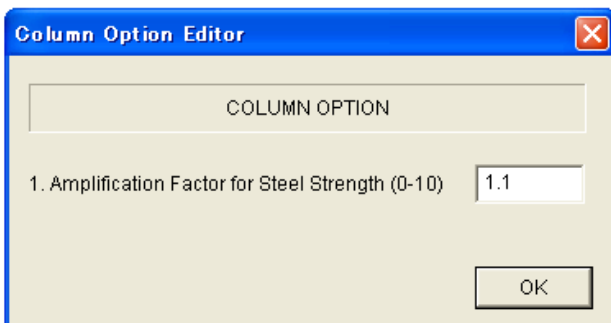 Column Option Editor
COLUMN OPTION
1. Amplification Factor for Steel Strength (0-10) 1.1
OK